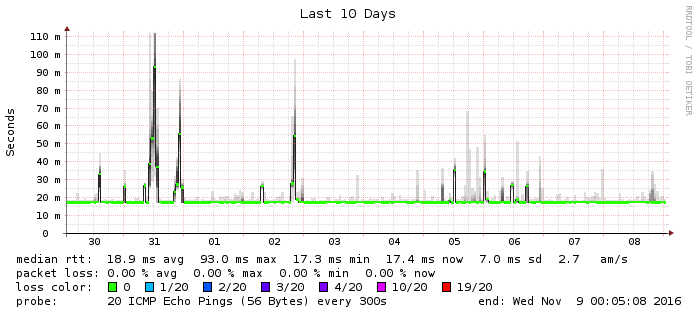 Last 10 Days
RRDTOOL / TOBI OETIKER
Seconds
110 m
100 m
90 m
80 m
70 m
60 m
50 m
40 m
30 m
20 m
10 m
0
30 31 01 02 03 04 05 06 07 08
median rtt: 18.9 ms avg 93.0 ms max 17.3 ms min 17.4 ms now 7.0 ms sd 2.7 am/s
packet loss: 0.00 % avg 0.00 % max 0.00 % min 0.00 % now
loss color: 0 1/20 2/20 3/20 4/20 10/20 19/20
probe: 20 ICMP Echo Pings (56 Bytes) every 300s end: Wed Nov 9 00:05:08 2016